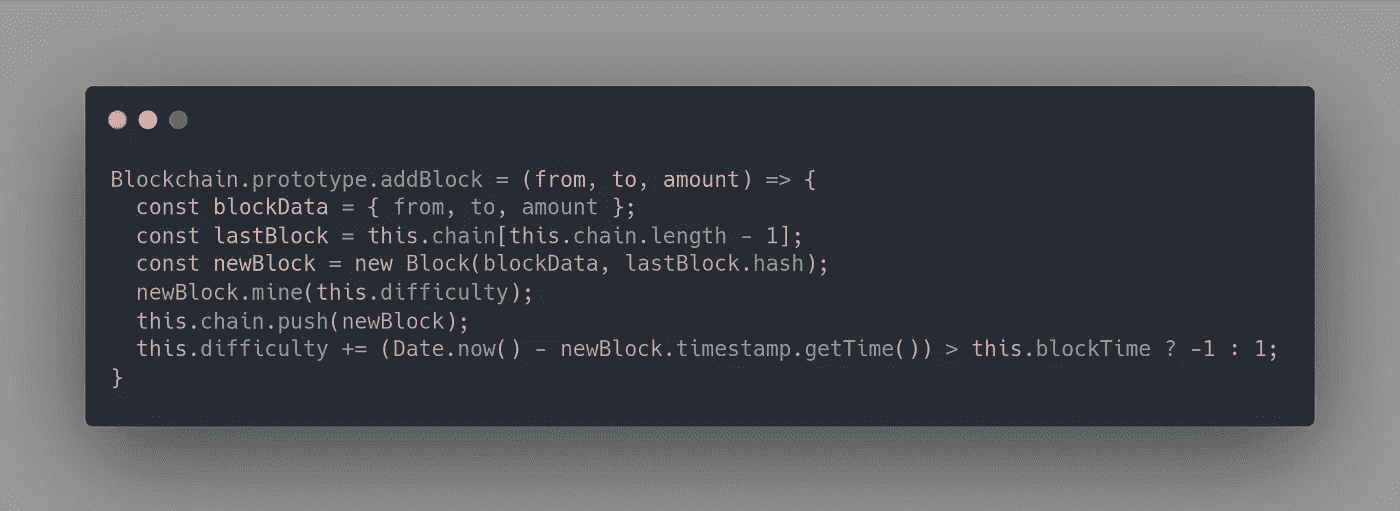 Blockchain.prototype.addBlock = (from, to, amount) => {
  const blockData = { from, to, amount };
  const lastBlock = this.chain[this.chain.length - 1];
  const newBlock = new Block(blockData, lastBlock.hash);
  newBlock.mine(this.difficulty);
  this.chain.push(newBlock);
  this.difficulty += (Date.now() - newBlock.timestamp.getTime()) > this.blockTime ? -1 : 1;
}